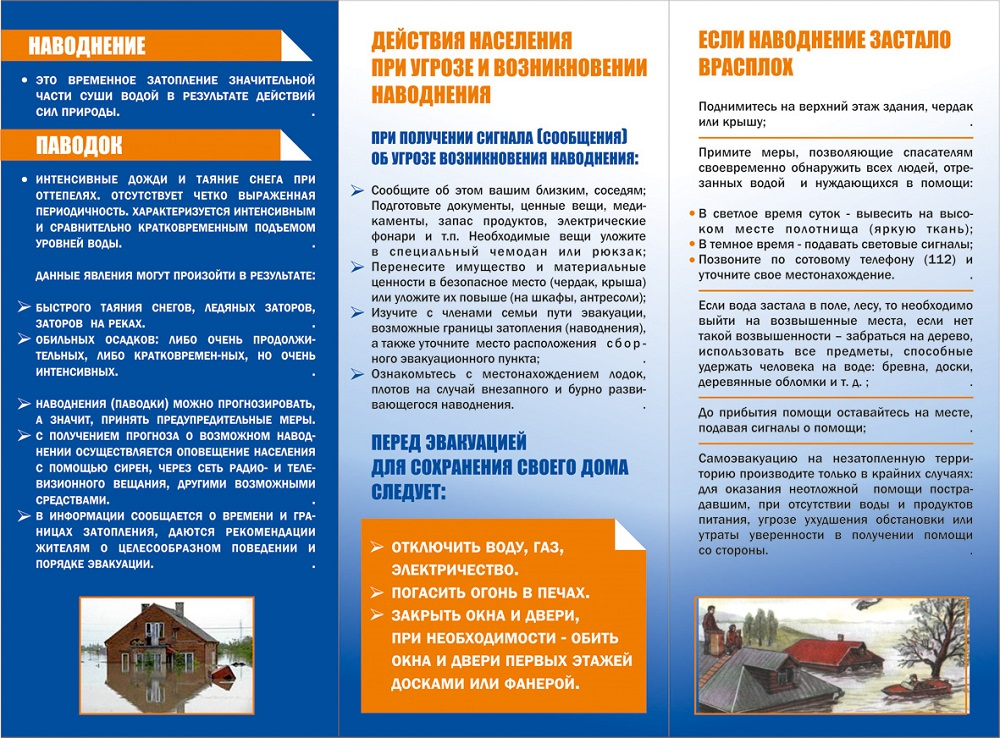 НАВОДНЕНИЕ
• ЭТО ВРЕМЕННОЕ ЗАТОПЛЕНИЕ ЗНАЧИТЕЛЬНОЙ
ЧАСТИ СУШИ ВОДОЙ В РЕЗУЛЬТАТЕ ДЕЙСТВИЙ
СИЛ ПРИРОДЫ. .
ПАВОДОК
• ИНТЕНСИВНЫЕ ДОЖДИ И ТАЯНИЕ СНЕГА ПРИ
ОТТЕПЕЛЯХ. ОТСУТСТВУЕТ ЧЕТКО ВЫРАЖЕННАЯ
ПЕРИОДИЧНОСТЬ. ХАРАКТЕРИЗУЕТСЯ ИНТЕНСИВНЫМ
И СРАВНИТЕЛЬНО КРАТКОВРЕМЕННЫМ ПОДЪЕМОМ
УРОВНЕЙ ВОДЫ. .
ДАННЫЕ ЯВЛЕНИЯ МОГУТ ПРОИЗОЙТИ В РЕЗУЛЬТАТЕ:
➢ БЫСТРОГО ТАЯНИЯ СНЕГОВ, ЛЕДЯНЫХ ЗАТОРОВ,
ЗАТОРОВ НА РЕКАХ. .
➢ ОБИЛЬНЫХ ОСАДКОВ: ЛИБО ОЧЕНЬ ПРОДОЛЖИ-
ТЕЛЬНЫХ, ЛИБО КРАТКОВРЕМЕН-НЫХ, НО ОЧЕНЬ
ИНТЕНСИВНЫХ. .
➢ НАВОДНЕНИЯ (ПАВОДКИ) МОЖНО ПРОГНОЗИРОВАТЬ,
А ЗНАЧИТ, ПРИНЯТЬ ПРЕДУПРЕДИТЕЛЬНЫЕ МЕРЫ.
➢ С ПОЛУЧЕНИЕМ ПРОГНОЗА О ВОЗМОЖНОМ НАВОД-
НЕНИИ ОСУЩЕСТВЛЯЕТСЯ ОПОВЕЩЕНИЕ НАСЕЛЕНИЯ
С ПОМОЩЬЮ СИРЕН, ЧЕРЕЗ СЕТЬ РАДИО- И ТЕЛЕ-
ВИЗИОННОГО ВЕЩАНИЯ, ДРУГИМИ ВОЗМОЖНЫМИ
СРЕДСТВАМИ. .
➢ В ИНФОРМАЦИИ СООБЩАЕТСЯ О ВРЕМЕНИ И ГРА-
НИЦАХ ЗАТОПЛЕНИЯ, ДАЮТСЯ РЕКОМЕНДАЦИИ
ЖИТЕЛЯМ О ЦЕЛЕСООБРАЗНОМ ПОВЕДЕНИИ И
ПОРЯДКЕ ЭВАКУАЦИИ. .
ДЕЙСТВИЯ НАСЕЛЕНИЯ
ПРИ УГРОЗЕ И ВОЗНИКНОВЕНИИ
НАВОДНЕНИЯ
ПРИ ПОЛУЧЕНИИ СИГНАЛА (СООБЩЕНИЯ)
ОБ УГРОЗЕ ВОЗНИКНОВЕНИЯ НАВОДНЕНИЯ:
➢ Сообщите об этом вашим близким, соседям;
Подготовьте документы, ценные вещи, меди-
каменты, запас продуктов, электрические
фонари и т.п. Необходимые вещи уложите
в специальный чемодан или рюкзак;
➢ Перенесите имущество и материальные
ценности в безопасное место (чердак, крыша)
или уложите их повыше (на шкафы, антресоли);
➢ Изучите с членами семьи пути эвакуации,
возможные границы затопления (наводнения),
а также уточните место расположения с б о р -
ного эвакуационного пункта; .
➢ Ознакомьтесь с местонахождением лодок,
плотов на случай внезапного и бурно разви-
вающегося наводнения. .
ПЕРЕД ЭВАКУАЦИЕЙ
ДЛЯ СОХРАНЕНИЯ СВОЕГО ДОМА
СЛЕДУЕТ:
➢ ОТКЛЮЧИТЬ ВОДУ, ГАЗ,
ЭЛЕКТРИЧЕСТВО.
➢ ПОГАСИТЬ ОГОНЬ В ПЕЧАХ.
➢ ЗАКРЫТЬ ОКНА И ДВЕРИ,
ПРИ НЕОБХОДИМОСТИ - ОБИТЬ
ОКНА И ДВЕРИ ПЕРВЫХ ЭТАЖЕЙ
ДОСКАМИ ИЛИ ФАНЕРОЙ.
ЕСЛИ НАВОДНЕНИЕ ЗАСТАЛО
ВРАСПЛОХ
Поднимитесь на верхний этаж здания, чердак
или крышу; .
Примите меры, позволяющие спасателям
своевременно обнаружить всех людей, отре-
занных водой и нуждающихся в помощи:
• В светлое время суток - вывесить на высо-
ком месте полотнища (яркую ткань);
• В темное время - подавать световые сигналы;
• Позвоните по сотовому телефону (112) и
уточните свое местонахождение. .
Если вода застала в поле, лесу, то необходимо
выйти на возвышенные места, если нет
такой возвышенности – забраться на дерево,
использовать все предметы, способные
удержать человека на воде: бревна, доски,
деревянные обломки и т. д. ; .
До прибытия помощи оставайтесь на месте,
подавая сигналы о помощи; .
Самоэвакуацию на незатопленную терри-
торию производите только в крайних случаях:
для оказания неотложной помощи постра-
давшим, при отсутствии воды и продуктов
питания, угрозе ухудшения обстановки или
утраты уверенности в получении помощи
со стороны. .